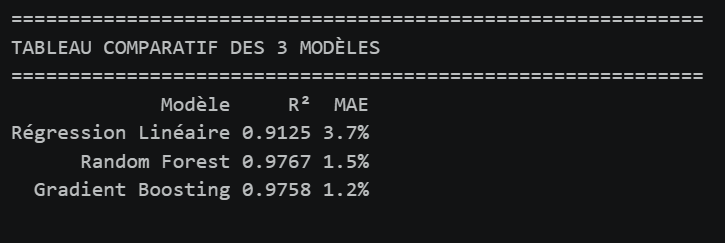 ============================================================
TABLEAU COMPARATIF DES 3 MODÈLES
============================================================
Modèle R² MAE
Régression Linéaire 0.9125 3.7%
Random Forest 0.9767 1.5%
Gradient Boosting 0.9758 1.2%